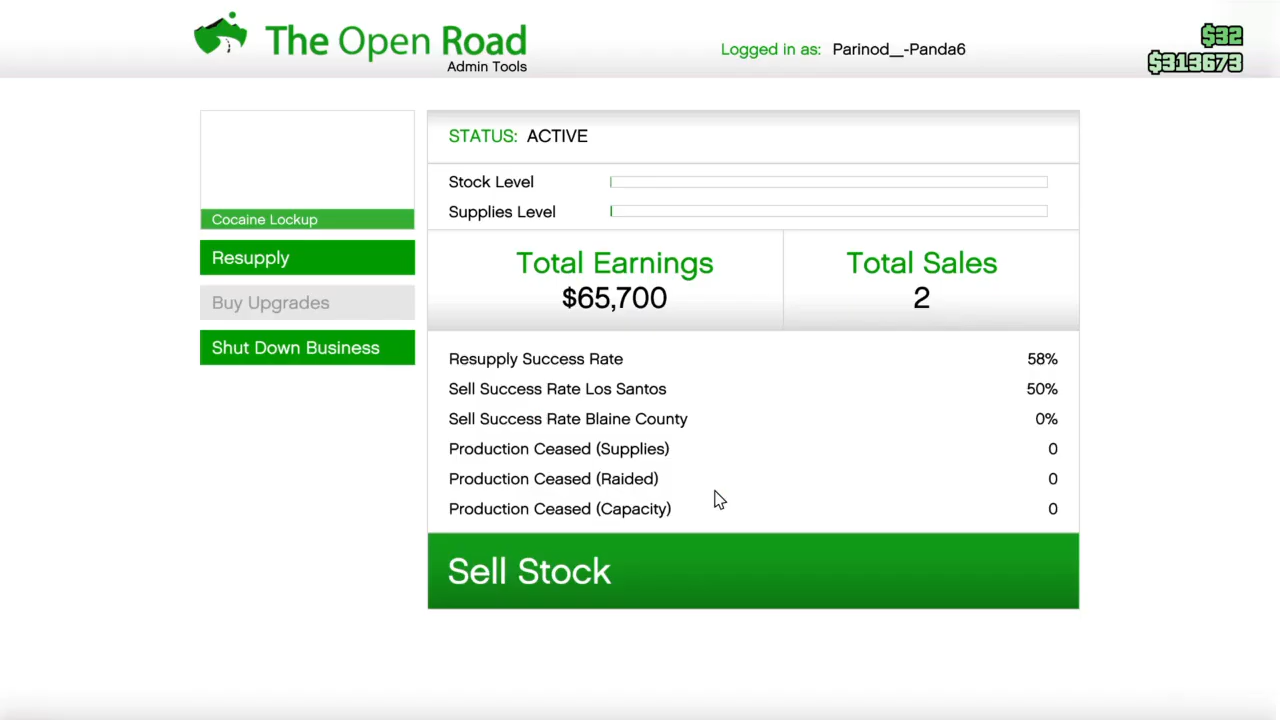 The Open Road
Admin Tools
Logged in as: Parinod__-Panda6
$32
$313673
Cocaine Lockup
Resupply
Buy Upgrades
Shut Down Business
STATUS: ACTIVE
Stock Level
Supplies Level
Total Earnings
$65,700
Total Sales
2
Resupply Success Rate 58%
Sell Success Rate Los Santos 50%
Sell Success Rate Blaine County 0%
Production Ceased (Supplies) 0
Production Ceased (Raided) 0
Production Ceased (Capacity) 0
Sell Stock